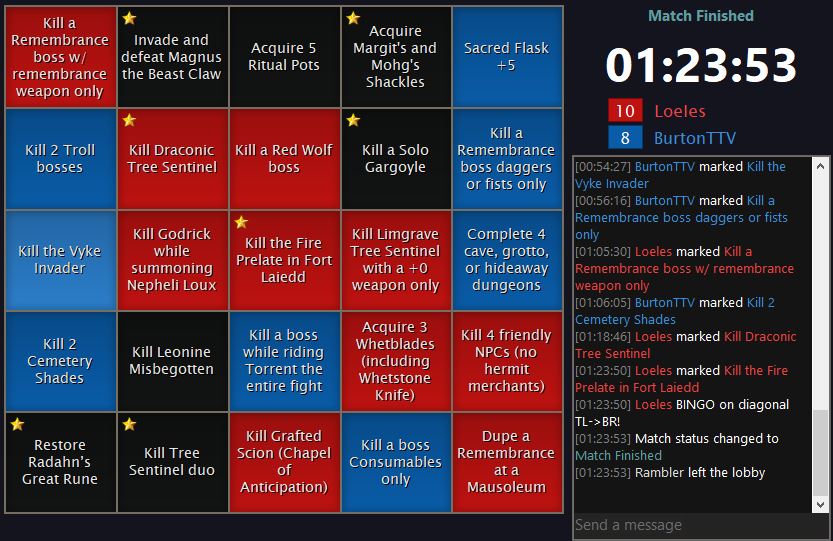 Kill a
Remembrance
boss w/
remembrance
weapon only
Invade and
defeat Magnus
the Beast Claw
Acquire 5
Ritual Pots
Acquire
Margit's and
Mohg's
Shackles
Sacred Flask
+5
Kill 2 Troll
bosses
Kill Draconic
Tree Sentinel
Kill a Red Wolf
boss
Kill a Solo
Gargoyle
Kill a
Remembrance
boss daggers
or fists only
Kill the Vyke
Invader
Kill Godrick
while
summoning
Nepheli Loux
Kill the Fire
Prelate in Fort
Laiedd
Kill Limgrave
Tree Sentinel
with a +0
weapon only
Complete 4
cave, grotto,
or hideaway
dungeons
Kill 2
Cemetery
Shades
Kill Leonine
Misbegotten
Kill a boss
while riding
Torrent the
entire fight
Acquire 3
Whetblades
(including
Whetstone
Knife)
Kill 4 friendly
NPCs (no
hermit
merchants)
Restore
Radahn's
Great Rune
Kill Tree
Sentinel duo
Kill Grafted
Scion (Chapel
of
Anticipation)
Kill a boss
Consumables
only
Dupe a
Remembrance
at a
Mausoleum
Match Finished
01:23:53
10 Loeles
8 BurtonTTV
[00:54:27] BurtonTTV marked Kill the
Vyke Invader
[00:56:16] BurtonTTV marked Kill a
Remembrance boss daggers or fists
only
[01:05:30] Loeles marked Kill a
Remembrance boss w/ remembrance
weapon only
[01:06:05] BurtonTTV marked Kill 2
Cemetery Shades
[01:18:46] Loeles marked Kill Draconic
Tree Sentinel
[01:23:50] Loeles marked Kill the Fire
Prelate in Fort Laiedd
[01:23:50] Loeles BINGO on diagonal
TL->BR!
[01:23:53] Match status changed to
Match Finished
[01:23:53] Rambler left the lobby
Send a message